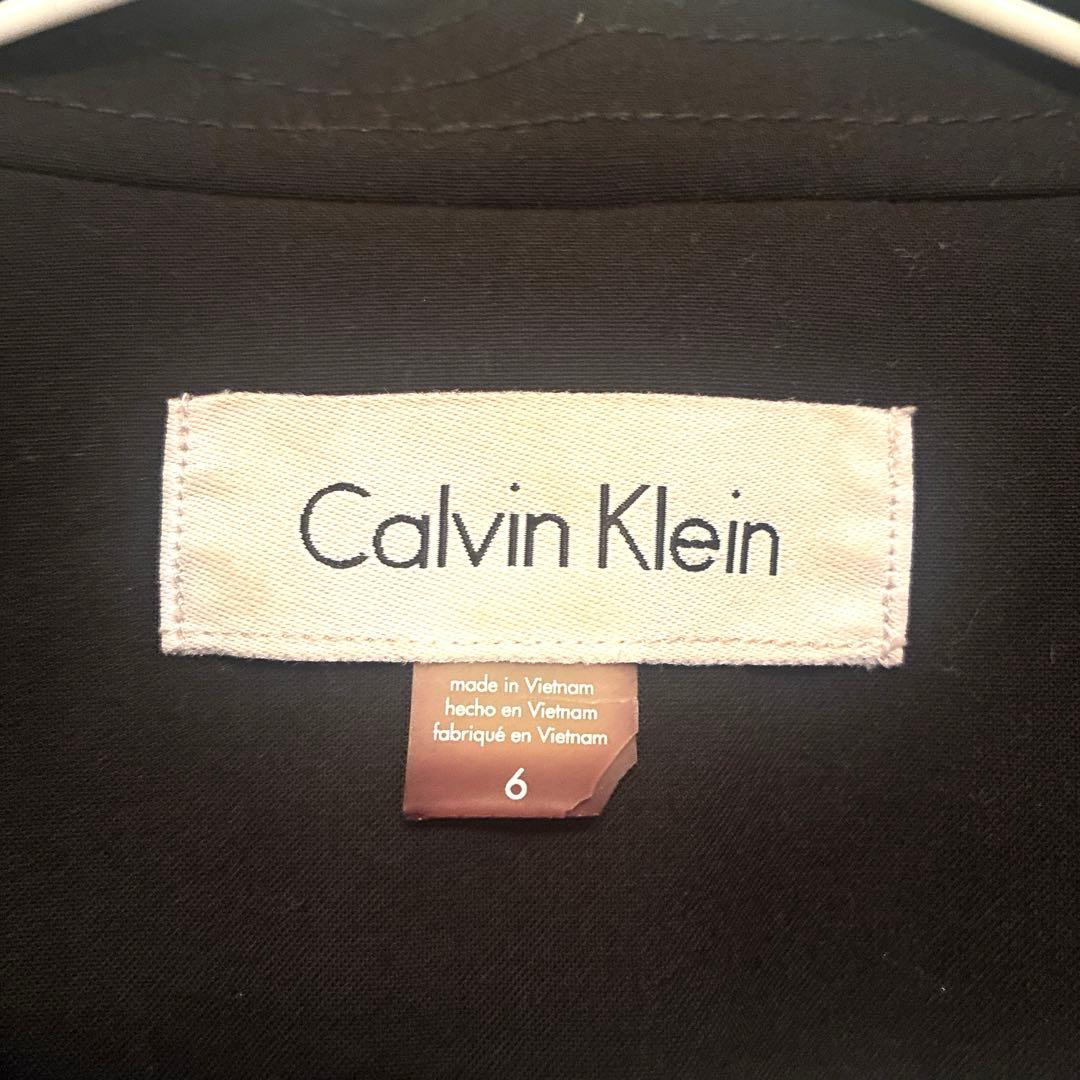 Calvin Klein
made in Vietnam
hecho en Vietnam
fabriqué en Vietnam
6